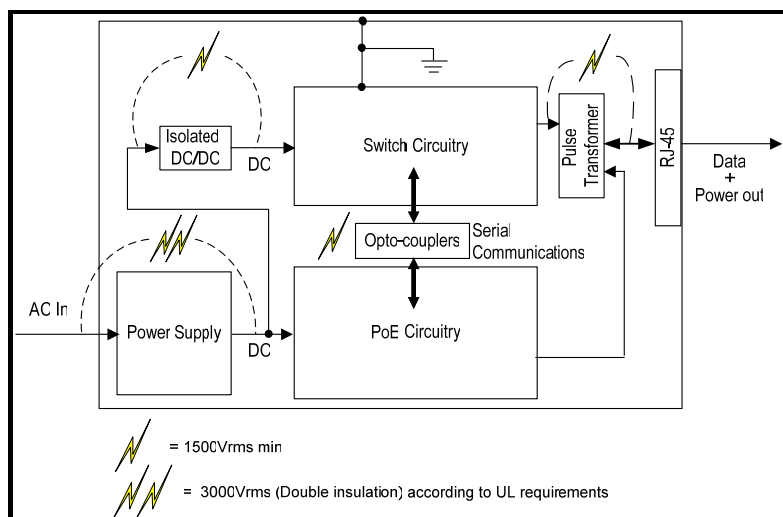 Isolated
DC/DC
DC
Switch Circuitry
Pulse
Transformer
RJ-45
Data
+
Power out
Opto-couplers
Serial
Communications
AC In
Power Supply
DC
PoE Circuitry
= 1500Vrms min
= 3000Vrms (Double insulation) according to UL requirements